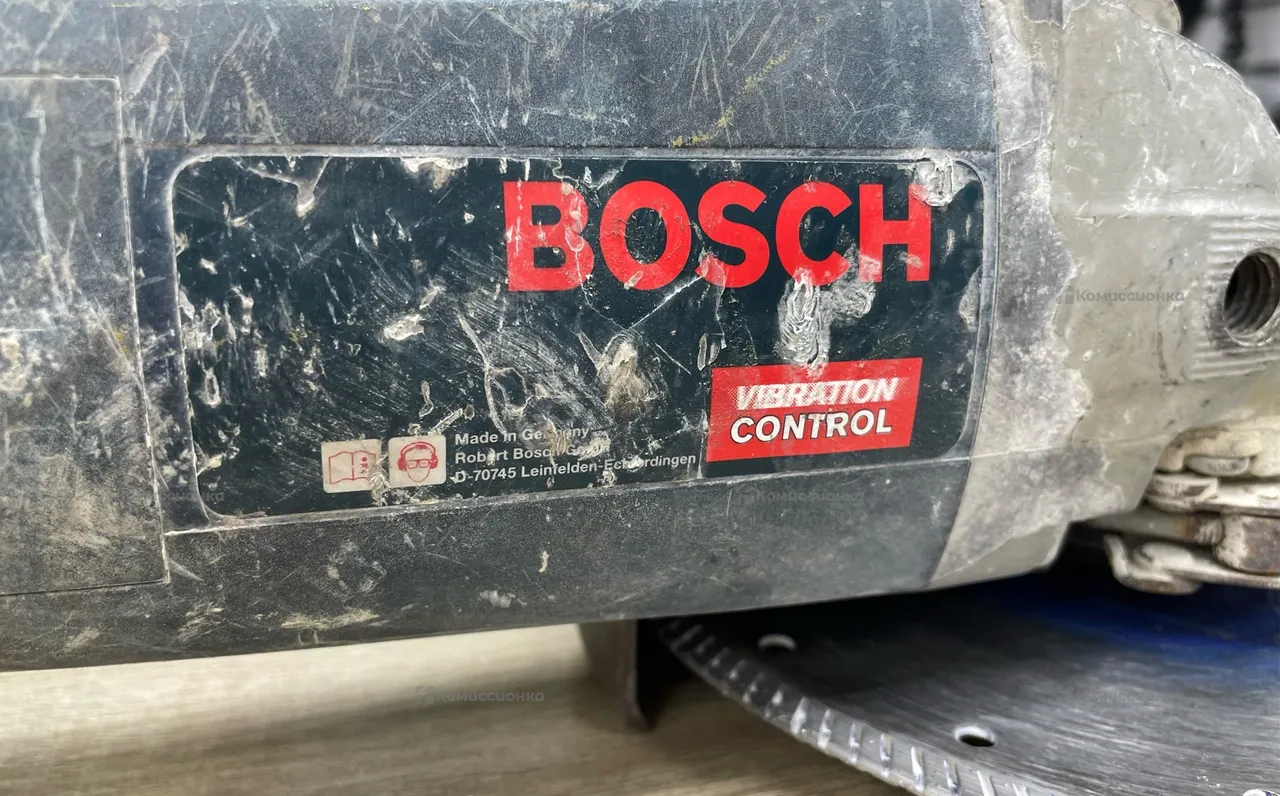 BOSCH
VIBRATION
CONTROL
Made in Germany
Robert Bosch GmbH
D-70745 Leinfelden-Echterdingen
Комиссионка
Комиссионка
Комиссионка